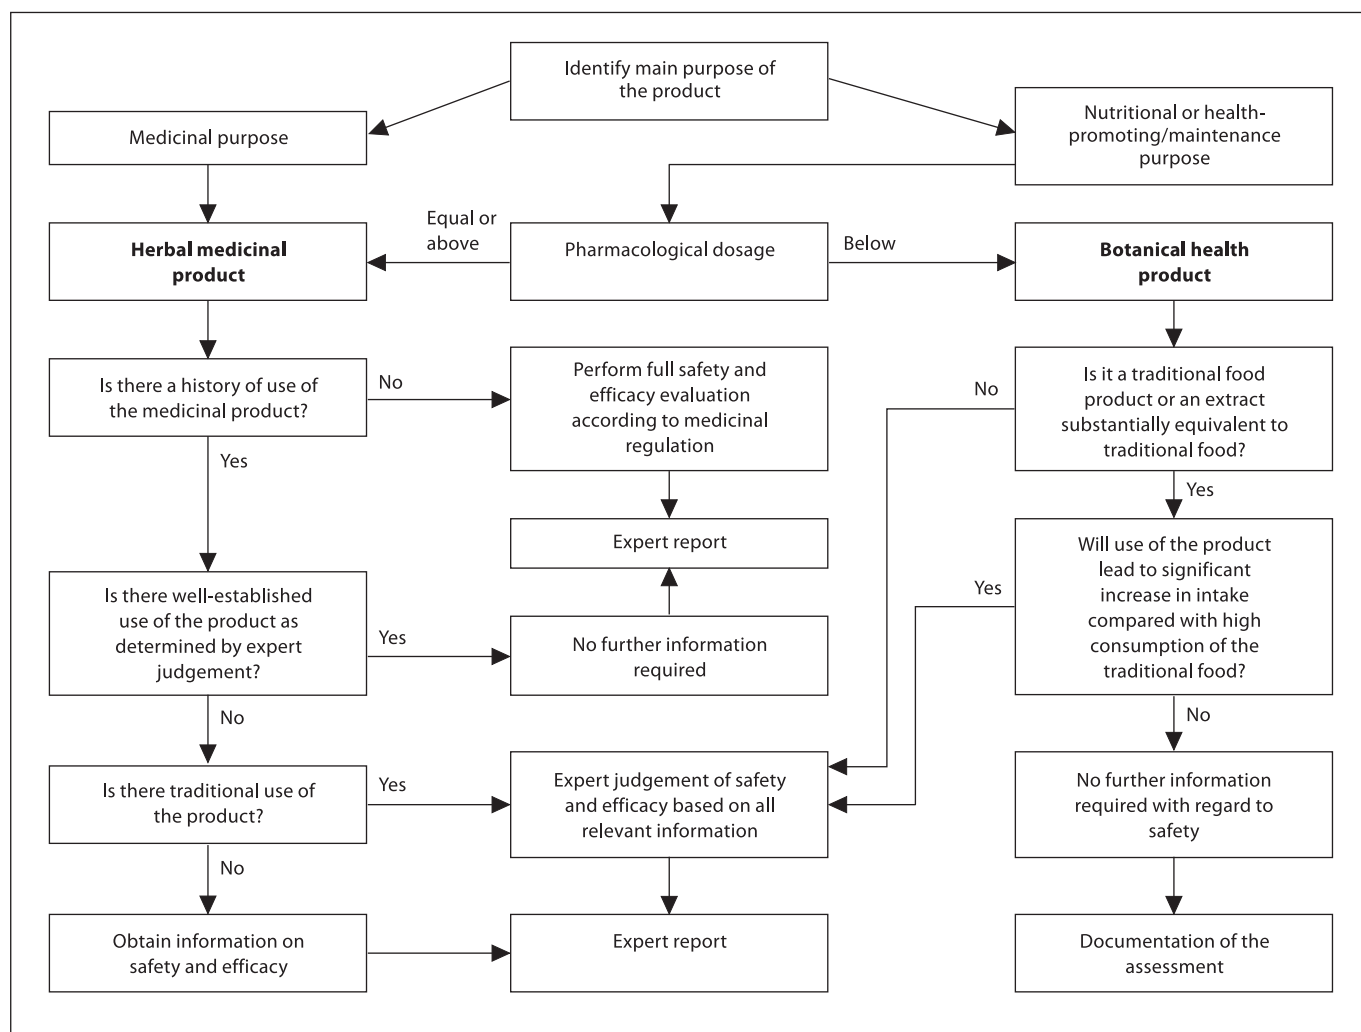 Identify main purpose of
the product
Medicinal purpose
Nutritional or health-
promoting/maintenance
purpose
Equal or
above
Herbal medicinal
product
Pharmacological dosage
Below
Botanical health
product
Is there a history of use of
the medicinal product?
No
Perform full safety and
efficacy evaluation
according to medicinal
regulation
No
Is it a traditional food
product or an extract
substantially equivalent to
traditional food?
Yes
Yes
Expert report
Will use of the product
lead to significant
increase in intake
compared with high
consumption of the
traditional food?
Yes
Is there well-established
use of the product as
determined by expert
judgement?
Yes
No further information
required
No
No
Is there traditional use of
the product?
Yes
Expert judgement of safety
and efficacy based on all
relevant information
No further information
required with regard to
safety
No
Obtain information on
safety and efficacy
Expert report
Documentation of the
assessment